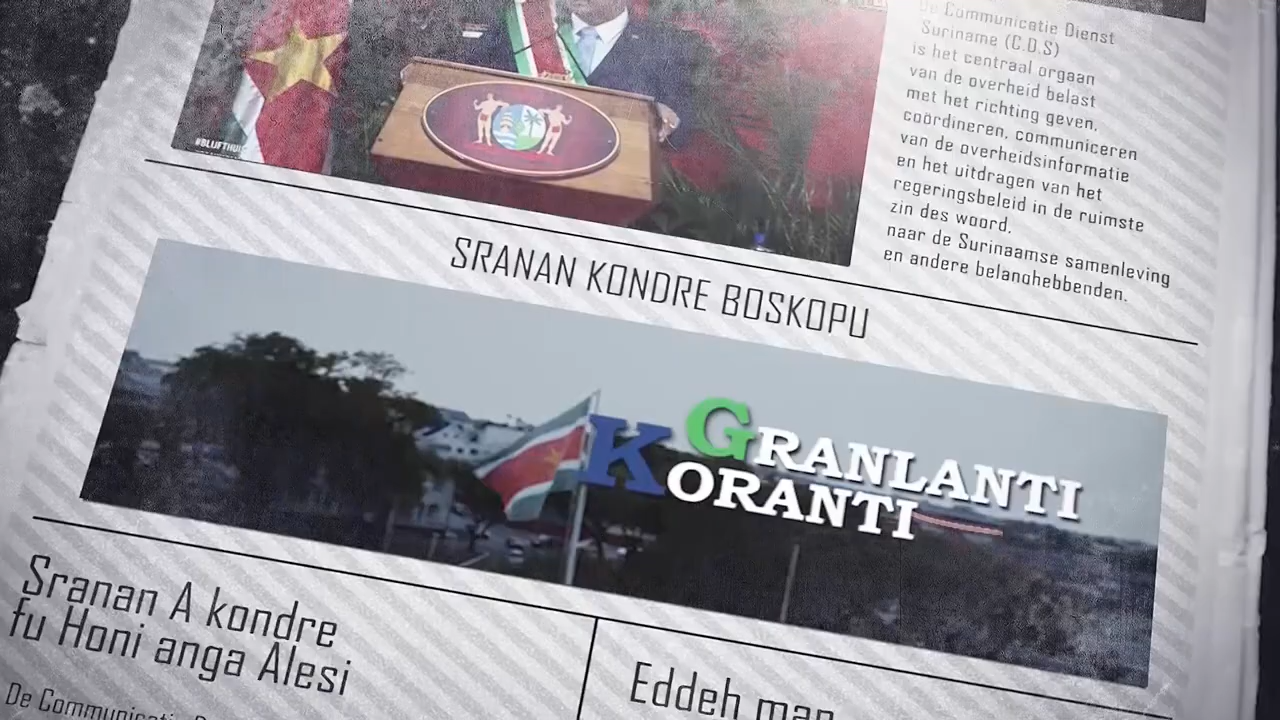 De Communicatie Dienst
Suriname (C.D.S)
is het centraal orgaan
van de overheid belast
met het richting geven,
coördineren, communiceren
van de overheidsinformatie
en het uitdragen van het
regeringsbeleid in de ruimste
zin des woord.
naar de Surinaamse samenleving
en andere belanghebbenden.
SRANAN KONDRE BOSKOPU
GRANLANTI
KORANTI
Sranan A kondre
fu Honi anga Alesi
Eddeh man
De